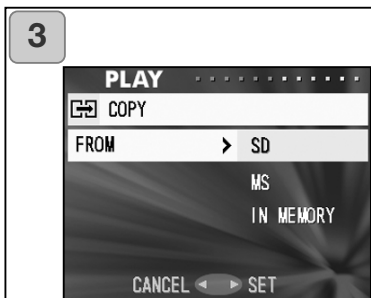 3
PLAY
COPY
FROM > SD
MS
IN MEMORY
CANCEL ◄ ► SET